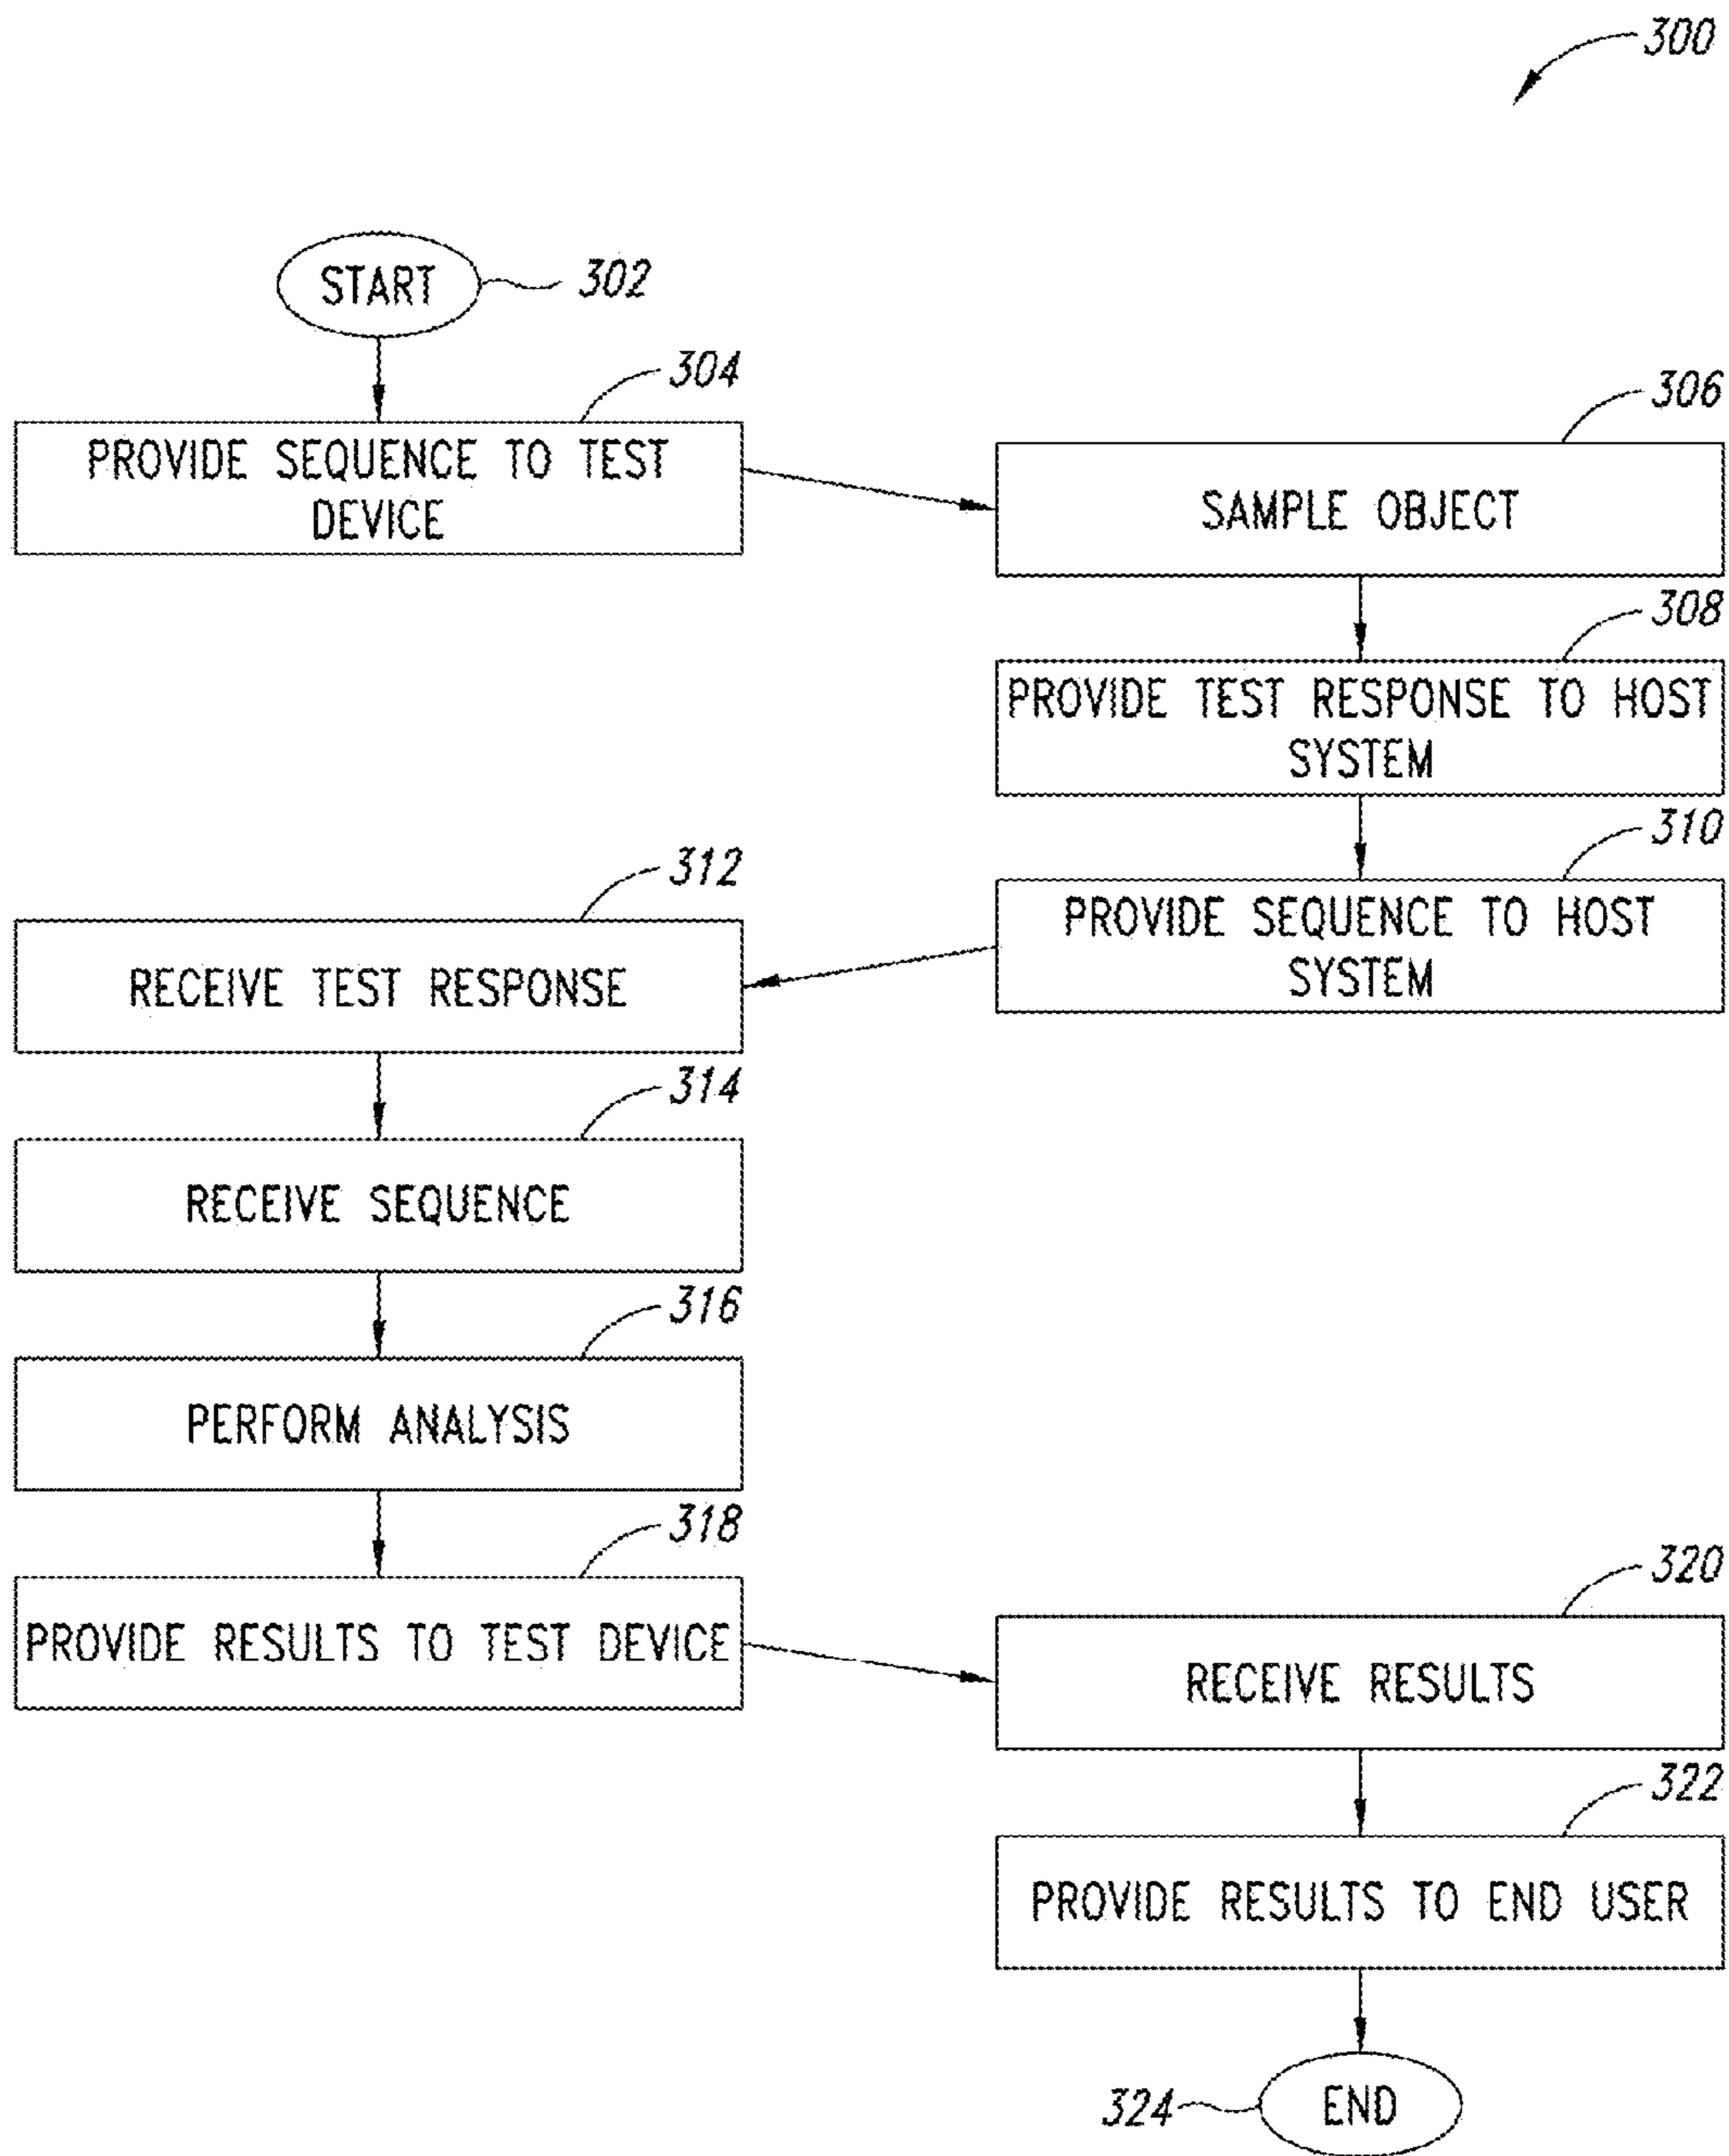 300
START
302
304
PROVIDE SEQUENCE TO TEST
DEVICE
306
SAMPLE OBJECT
308
PROVIDE TEST RESPONSE TO HOST
SYSTEM
310
PROVIDE SEQUENCE TO HOST
SYSTEM
312
RECEIVE TEST RESPONSE
314
RECEIVE SEQUENCE
316
PERFORM ANALYSIS
318
PROVIDE RESULTS TO TEST DEVICE
320
RECEIVE RESULTS
322
PROVIDE RESULTS TO END USER
324
END